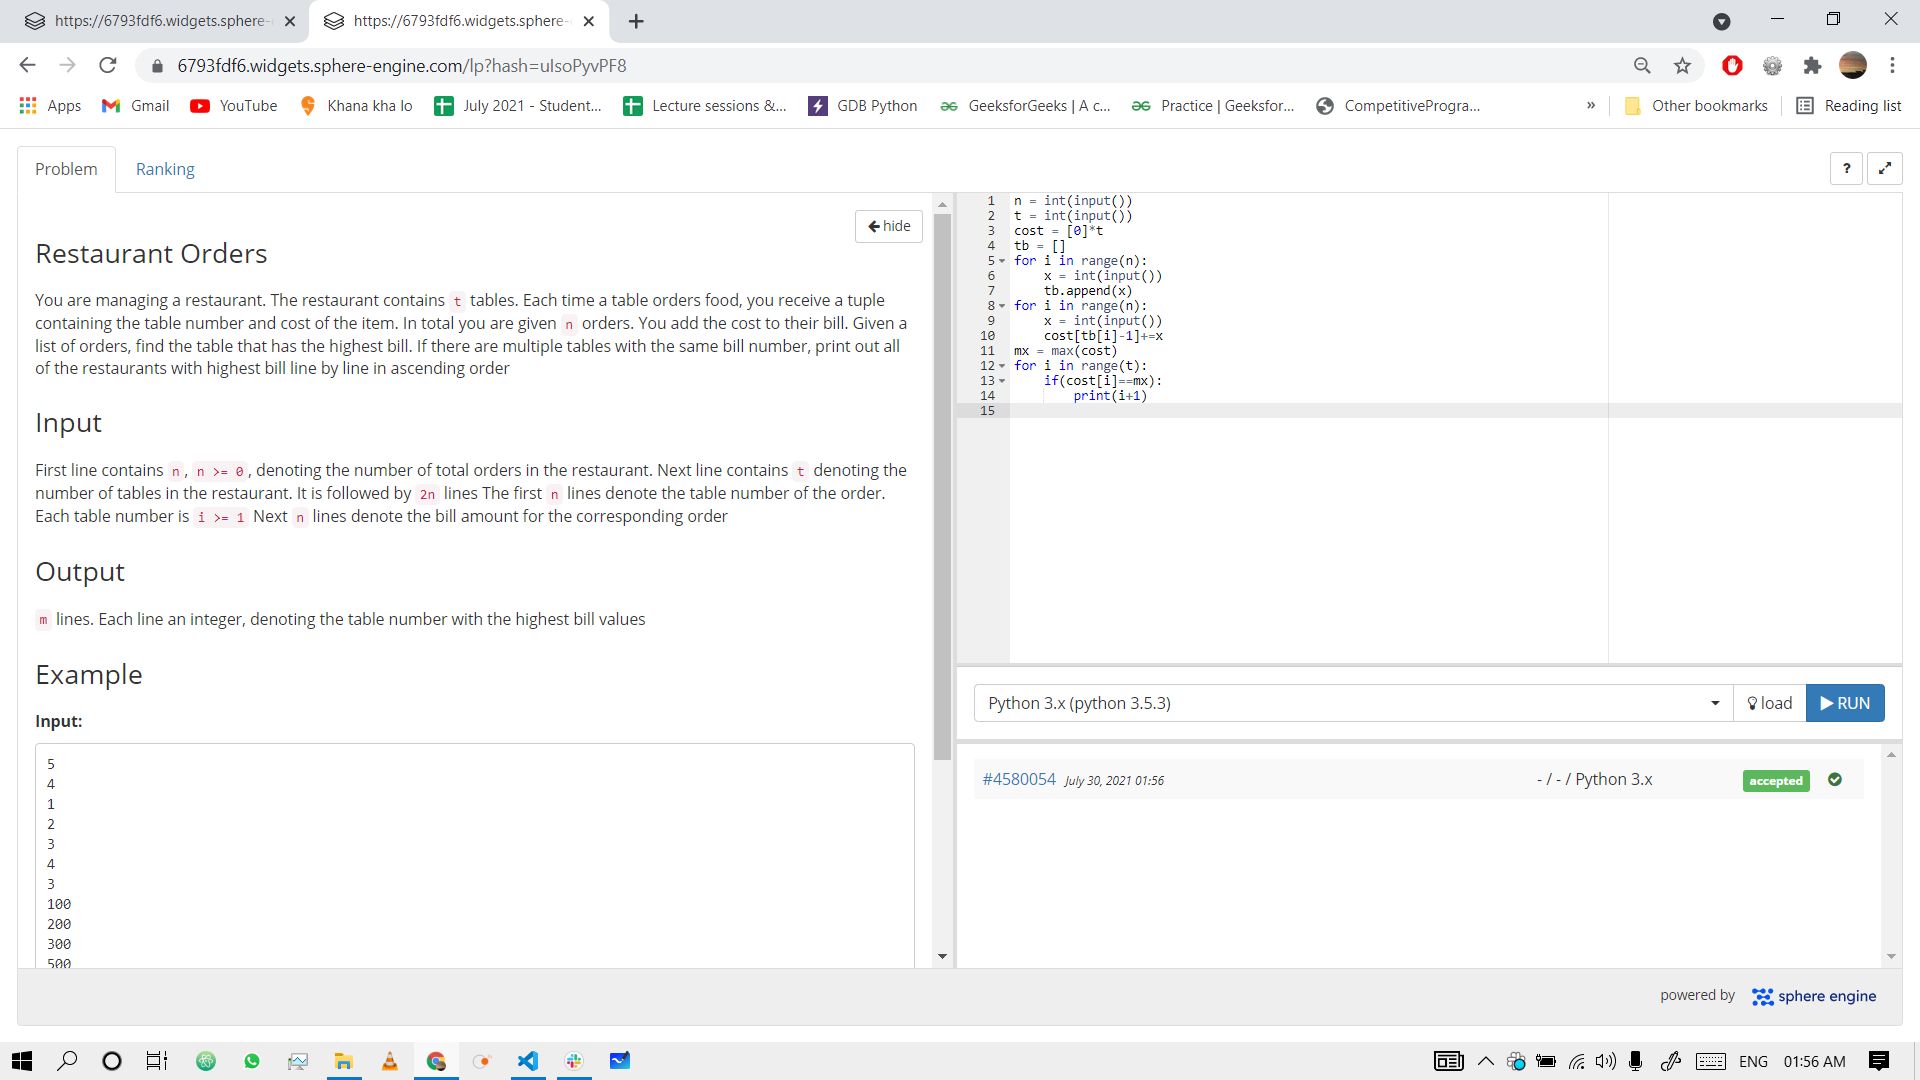 https://6793fdf6.widgets.sphere-
https://6793fdf6.widgets.sphere-
6793fdf6.widgets.sphere-engine.com/lp?hash=ulsoPyvPF8
Apps Gmail YouTube Khana kha lo July 2021 - Student... Lecture sessions &... GDB Python GeeksforGeeks | A c... Practice | Geeksfor... CompetitiveProgra... » Other bookmarks Reading list
Problem Ranking
?
hide
Restaurant Orders
You are managing a restaurant. The restaurant contains t tables. Each time a table orders food, you receive a tuple
containing the table number and cost of the item. In total you are given n orders. You add the cost to their bill. Given a
list of orders, find the table that has the highest bill. If there are multiple tables with the same bill number, print out all
of the restaurants with highest bill line by line in ascending order
Input
First line contains n, n >= 0, denoting the number of total orders in the restaurant. Next line contains t denoting the
number of tables in the restaurant. It is followed by 2n lines The first n lines denote the table number of the order.
Each table number is i >= 1 Next n lines denote the bill amount for the corresponding order
Output
m lines. Each line an integer, denoting the table number with the highest bill values
Example
Input:
5
4
1
2
3
4
3
100
200
300
500
1 n = int(input())
2 t = int(input())
3 cost = [0]*t
4 tb = []
5 for i in range(n):
6     x = int(input())
7     tb.append(x)
8 for i in range(n):
9     x = int(input())
10     cost[tb[i]-1]+=x
11 mx = max(cost)
12 for i in range(t):
13     if(cost[i]==mx):
14         print(i+1)
15
Python 3.x (python 3.5.3) load RUN
#4580054 July 30, 2021 01:56 - / - / Python 3.x accepted
powered by sphere engine
ENG 01:56 AM